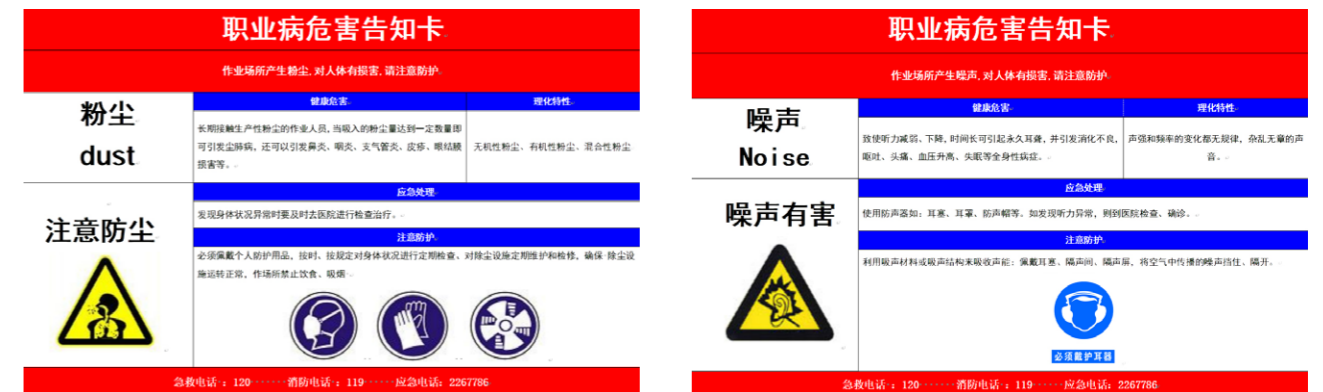 职业病危害告知卡
作业场所产生粉尘,对人体有损害,请注意防护
粉尘
dust
健康危害
理化特性
长期接触生产性粉尘的作业人员,当吸入的粉尘量达到一定数量即
可引发尘肺病,还可以引发鼻炎、咽炎、支气管炎、皮疹、眼结膜
损害等。
无机性粉尘、有机性粉尘、混合性粉尘
注意防尘
应急处理
发现身体状况异常时要及时去医院进行检查治疗。
注意防护
必须佩戴个人防护用品,按时、按规定对身体状况进行定期检查、对除尘设施定期维护和检修,确保 除尘设
施运转正常,作场所禁止饮食、吸烟
急救电话:120·······消防电话:119······应急电话:2267786
职业病危害告知卡
作业场所产生噪声,对人体有损害,请注意防护
噪声
Noise
健康危害
理化特性
致使听力减弱、下降,时间长可引起永久耳聋,并引发消化不良,
呕吐、头痛、血压升高、失眠等全身性病症。
声强和频率的变化都无规律,杂乱无章的声
音。
噪声有害
应急处理
使用防声器如:耳塞、耳罩、防声帽等。如发现听力异常,则到医院检查、确诊。
注意防护
利用吸声材料或吸声结构来吸收声能;佩戴耳塞、隔声间、隔声屏,将空气中传播的噪声挡住、隔开。
必须戴护耳器
急救电话:120·······消防电话:119······应急电话:2267786